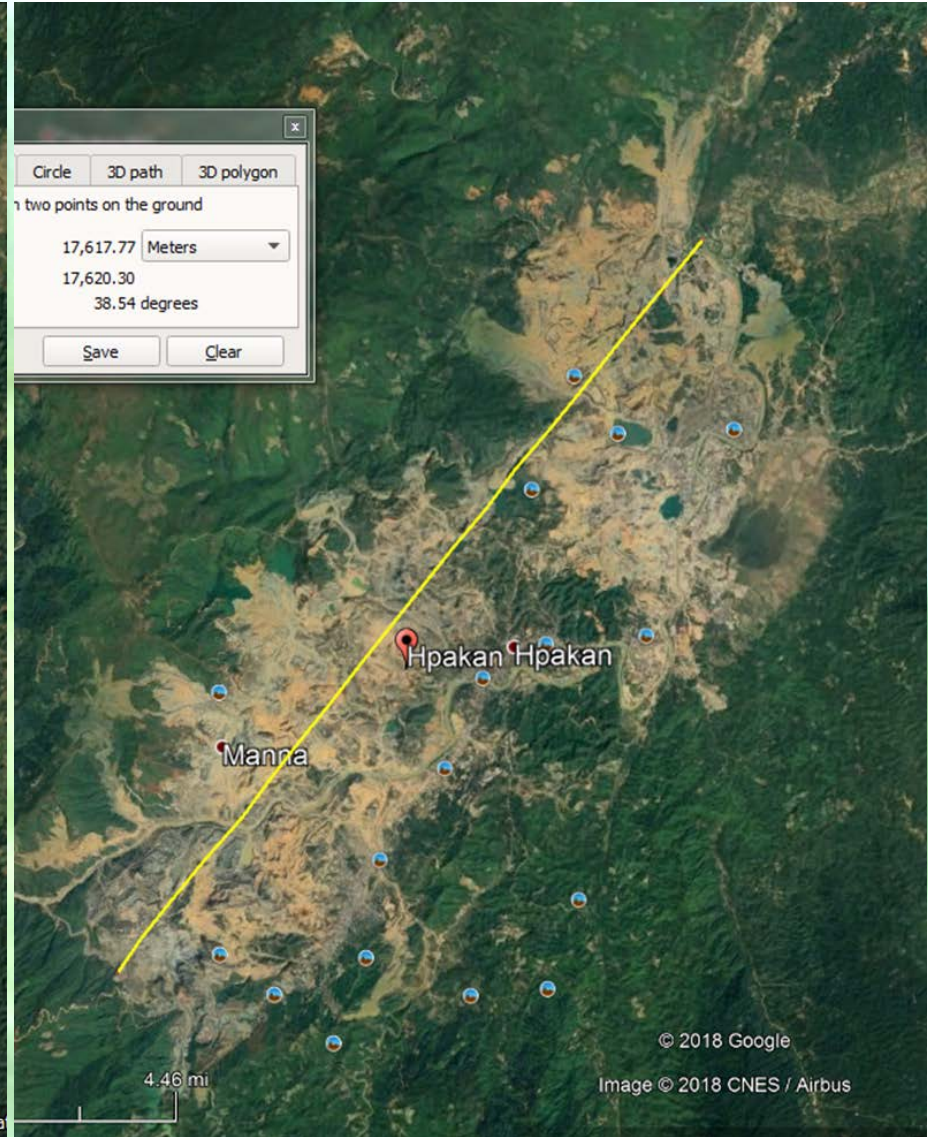 x
Circle 3D path 3D polygon
two points on the ground
17,617.77 Meters
17,620.30
38.54 degrees
Save Clear
Hpakan Hpakan
Manna
© 2018 Google
4.46 mi
Image © 2018 CNES / Airbus